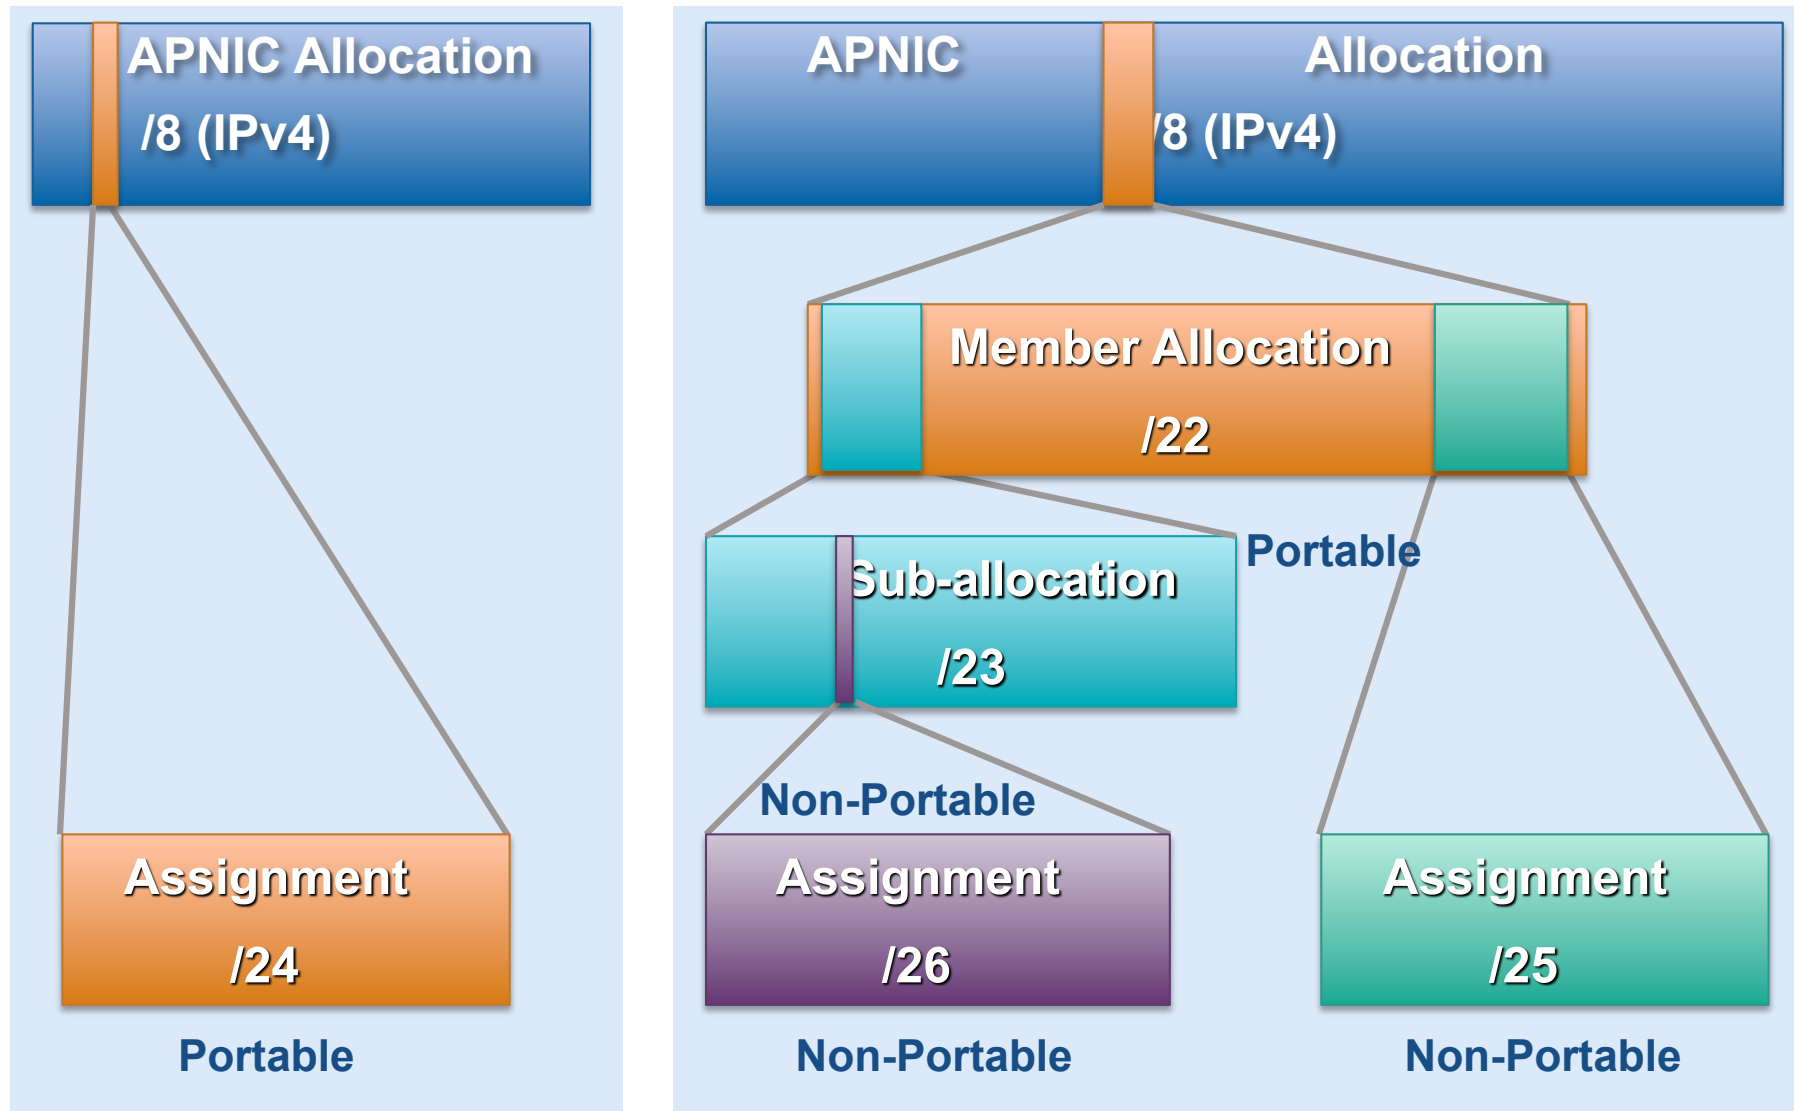 APNIC Allocation
/8 (IPv4)
Assignment
/24
Portable
APNIC Allocation
/8 (IPv4)
Member Allocation
/22
Portable
Sub-allocation
/23
Non-Portable
Assignment
/26
Non-Portable
Assignment
/25
Non-Portable